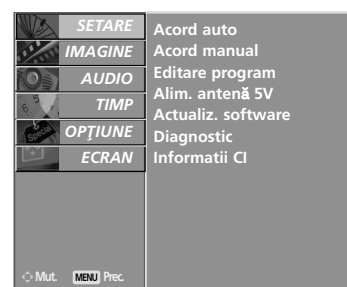 SETARE
IMAGINE
AUDIO
TIMP
OPŢIUNE
ECRAN
Acord auto
Acord manual
Editare program
Alim. antenă 5V
Actualiz. software
Diagnostic
Informatii CI
Mut. MENU Prec.